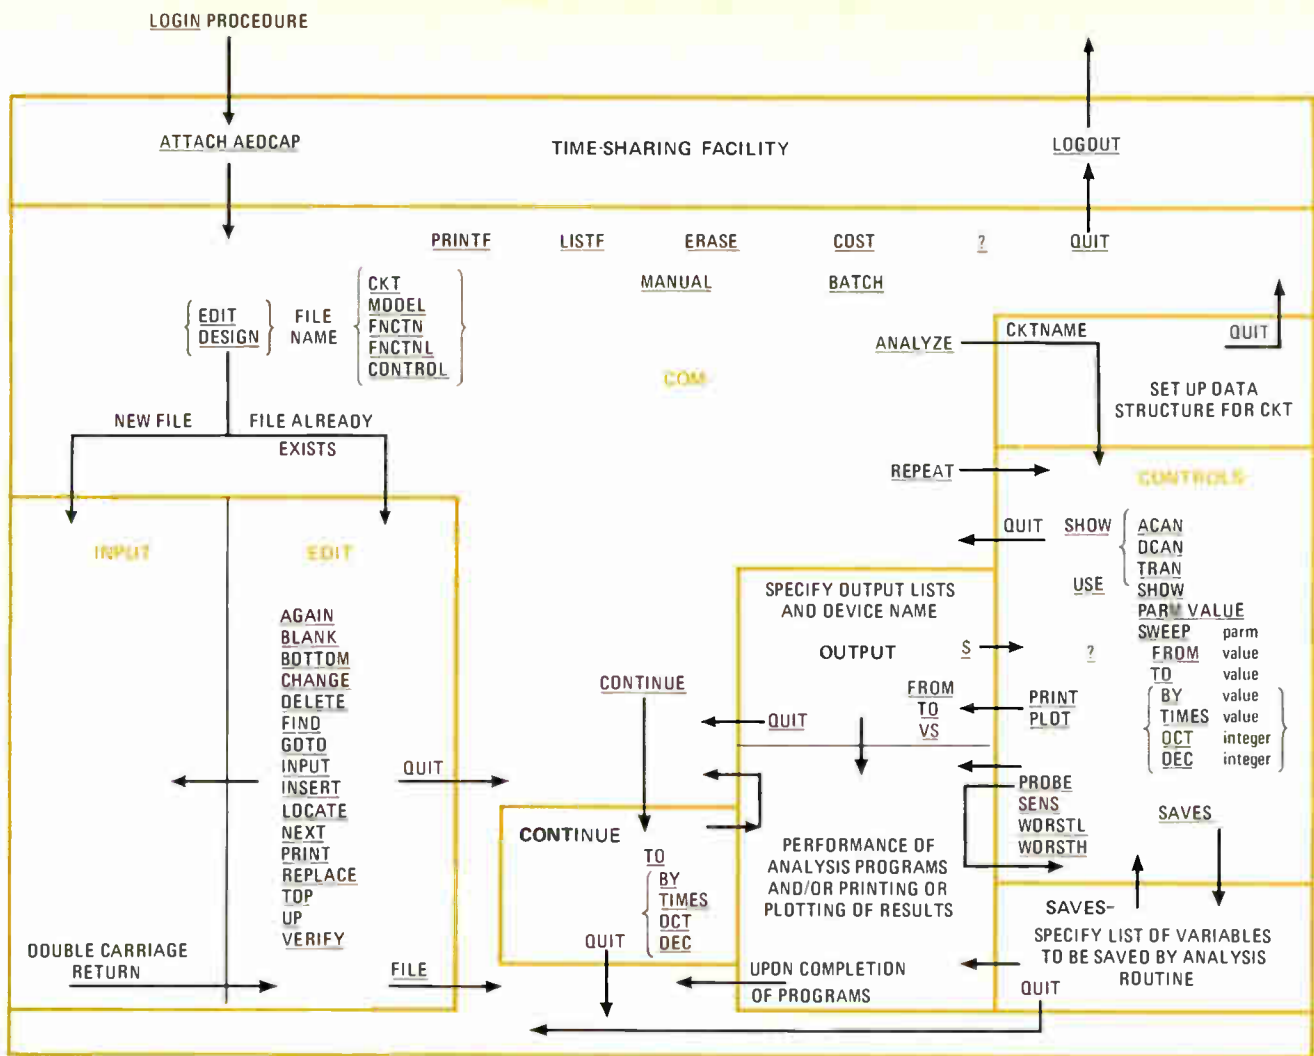 LOGIN PROCEDURE
ATTACH AEDCAP
TIME-SHARING FACILITY
LOGOUT
PRINTF LISTF ERASE COST ? QUIT
MANUAL BATCH
EDIT
DESIGN
FILE
NAME
CKT
MODEL
FNCTN
FNCTNL
CONTROL
COM
NEW FILE
FILE ALREADY
EXISTS
ANALYZE
CKTNAME
QUIT
SET UP DATA
STRUCTURE FOR CKT
REPEAT
CONTROLS
INPUT
EDIT
AGAIN
BLANK
BOTTOM
CHANGE
DELETE
FIND
GOTO
INPUT
INSERT
LOCATE
NEXT
PRINT
REPLACE
TOP
UP
VERIFY
QUIT
DOUBLE CARRIAGE
RETURN
FILE
CONTINUE
CONTINUE
TO
BY
TIMES
OCT
DEC
QUIT
SPECIFY OUTPUT LISTS
AND DEVICE NAME
OUTPUT
S
FROM
TO
VS
QUIT
PERFORMANCE OF
ANALYSIS PROGRAMS
AND/OR PRINTING OR
PLOTTING OF RESULTS
UPON COMPLETION
OF PROGRAMS
QUIT
SHOW
USE
?
ACAN
DCAN
TRAN
SHOW
PARM VALUE
SWEEP parm
FROM value
TO value
BY value
TIMES value
OCT integer
DEC integer
PRINT
PLOT
PROBE
SENS
WORSTL
WORSTH
SAVES
SAVES-
SPECIFY LIST OF VARIABLES
TO BE SAVED BY ANALYSIS
ROUTINE
QUIT